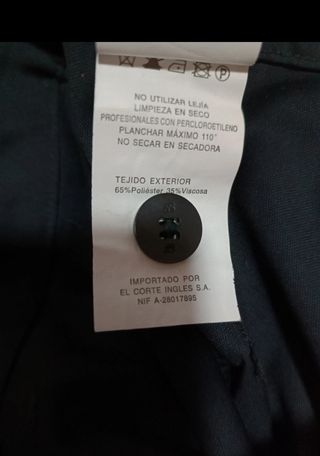 NO UTILIZAR LEJÍA
LIMPIEZA EN SECO
PROFESIONALES CON PERCLOROETILENO
PLANCHAR MÁXIMO 110°
NO SECAR EN SECADORA
TEJIDO EXTERIOR
65%Poliéster 35%Viscosa
IMPORTADO POR
EL CORTE INGLES S.A.
NIF A-28017895